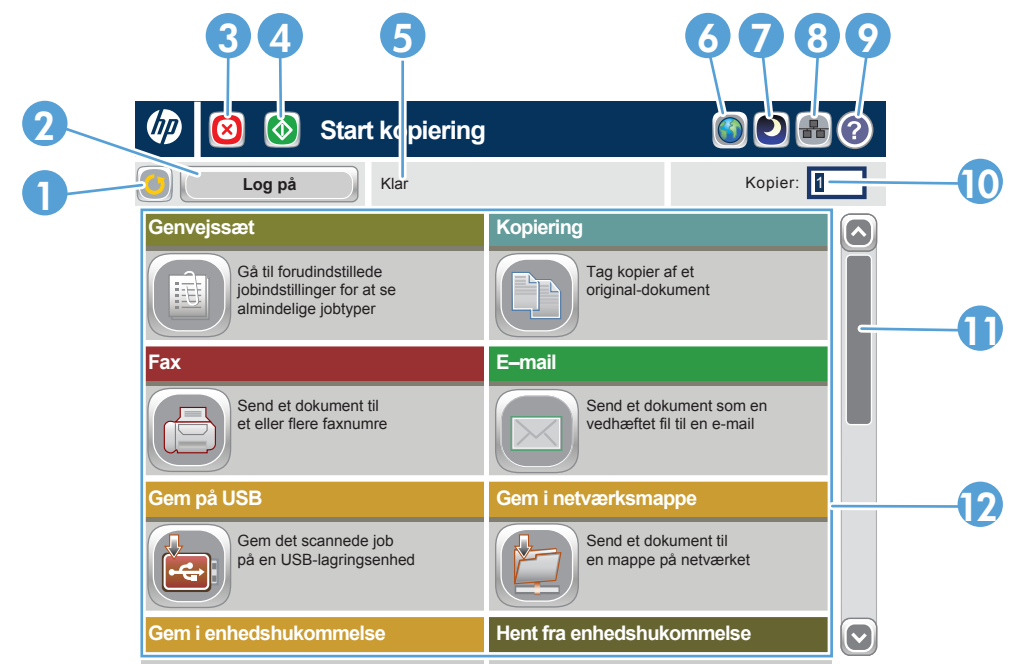 3 4 5 6 7 8 9
2
hp Start kopiering ?
1 Log på Klar Kopier: 1 10
Genvejssæt Kopiering
Gå til forudindstillede
jobindstillinger for at se
almindelige jobtyper
Tag kopier af et
original-dokument
11
Fax E–mail
Send et dokument til
et eller flere faxnumre
Send et dokument som en
vedhæftet fil til en e-mail
Gem på USB Gem i netværksmappe
12
Gem det scannede job
på en USB-lagringsenhed
Send et dokument til
en mappe på netværket
Gem i enhedshukommelse Hent fra enhedshukommelse